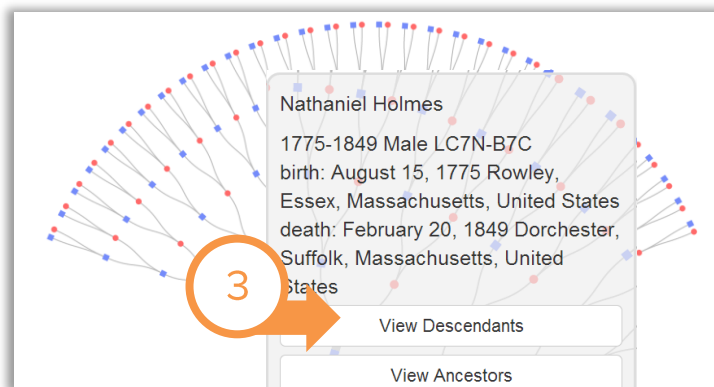 Nathaniel Holmes
1775-1849 Male LC7N-B7C
birth: August 15, 1775 Rowley,
Essex, Massachusetts, United States
death: February 20, 1849 Dorchester,
Suffolk, Massachusetts, United
States
3
View Descendants
View Ancestors